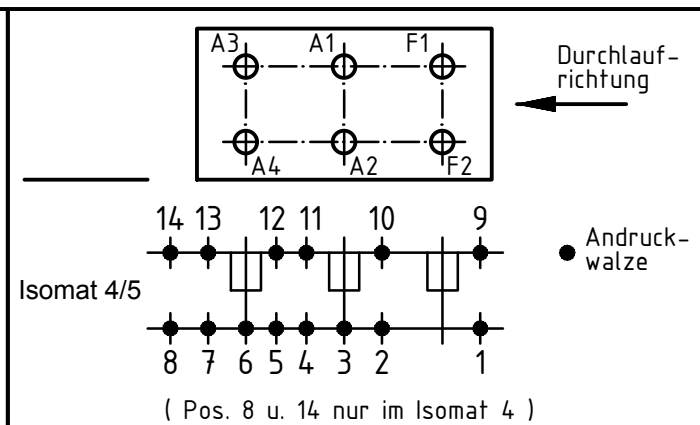 A3 A1 F1
Durchlauf-
richtung
A4 A2 F2
14 13 12 11 10 9
Andruck-
walze
Isomat 4/5
8 7 6 5 4 3 2 1
( Pos. 8 u. 14 nur im Isomat 4 )